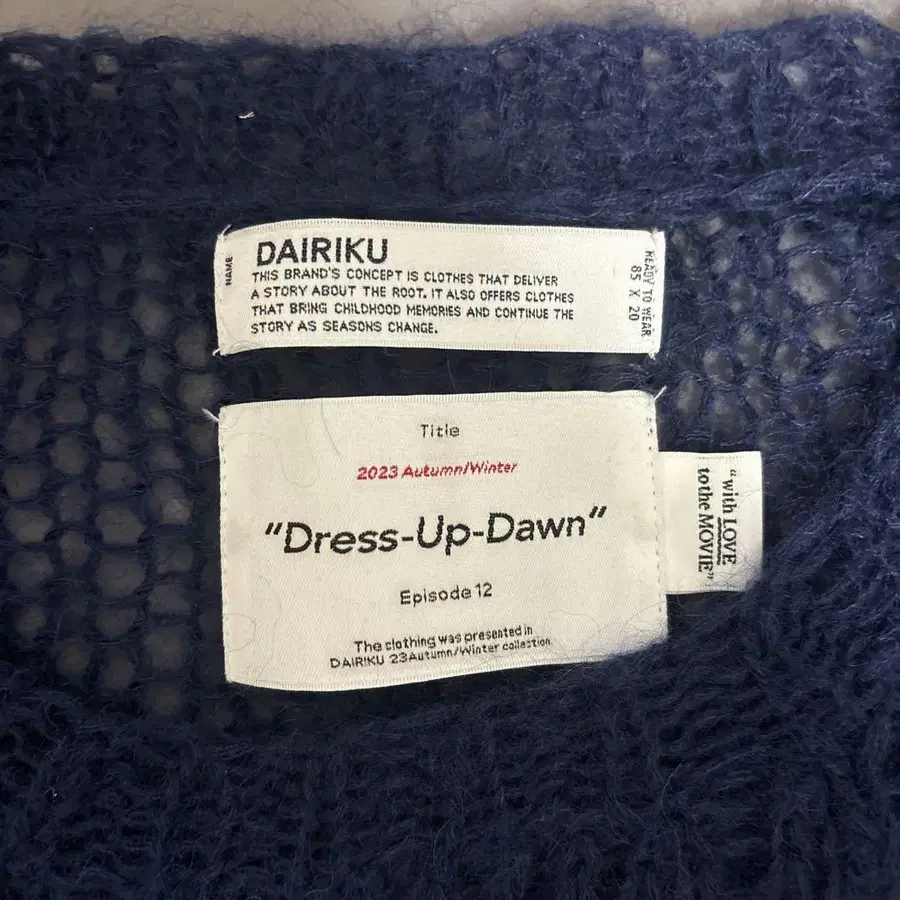 NAME
DAIRIKU
THIS BRAND'S CONCEPT IS CLOTHES THAT DELIVER
A STORY ABOUT THE ROOT. IT ALSO OFFERS CLOTHES
THAT BRING CHILDHOOD MEMORIES AND CONTINUE THE
STORY AS SEASONS CHANGE.
READY TO WEAR
85 X 20
Title
2023 Autumn/Winter
"Dress-Up-Dawn"
Episode 12
The clothing was presented in
DAIRIKU 23Autumn/Winter collection.
"with LOVE
tothe MOVIE"